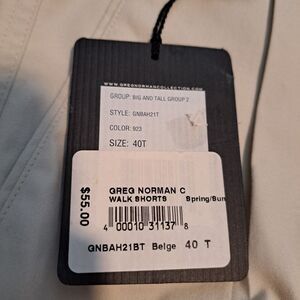 WWW.GREGNORMANCOLLECTION.COM
GROUP: BIG AND TALL GROUP 2
STYLE: GNBAH21T
COLOR: 923
SIZE: 40T
$55.00
GREG NORMAN C
WALK SHORTS Spring/Sum
4 00010 31137 8
GNBAH21BT Beige 40 T